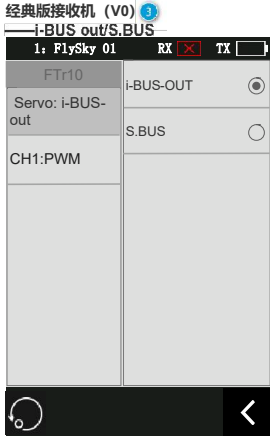 经典版接收机（V0） 3
i-BUS out/S.BUS
1: FlySky 01 RX TX
FTr10
i-BUS-OUT
Servo: i-BUS-
out
S.BUS
CH1:PWM